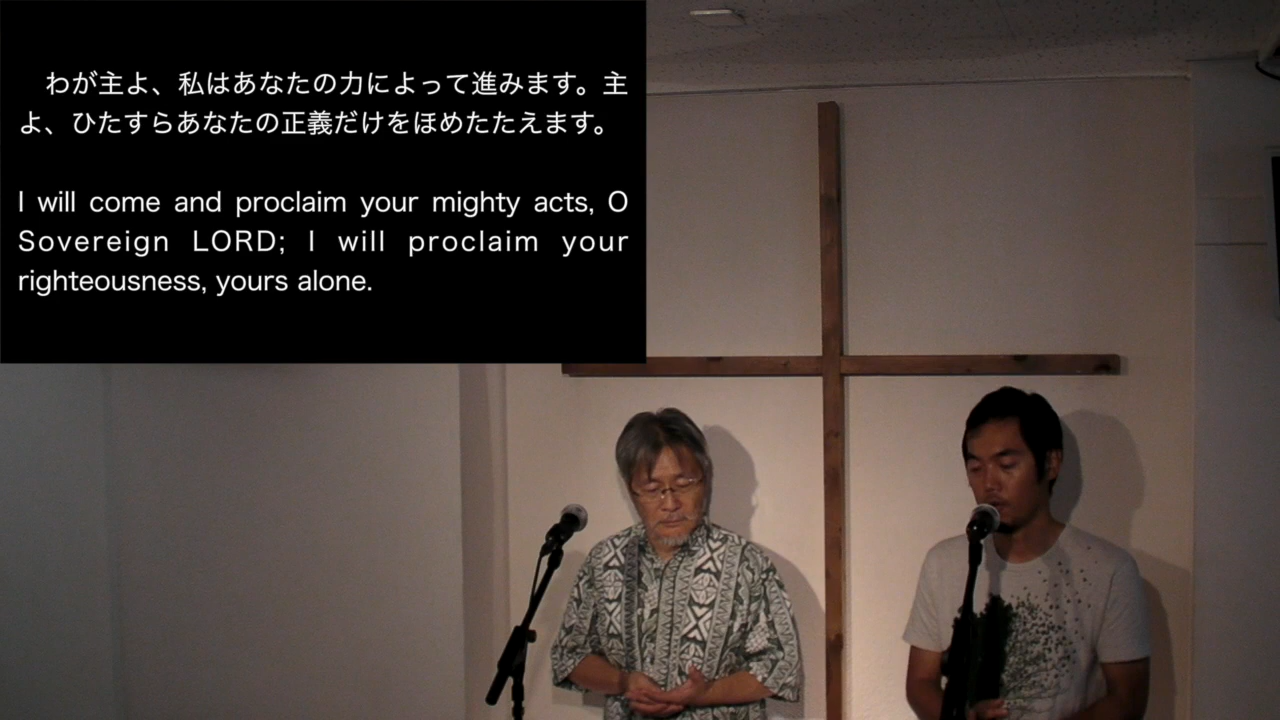 わが主よ、私はあなたの力によって進みます。主
よ、ひたすらあなたの正義だけをほめたたえます。
I will come and proclaim your mighty acts, O
Sovereign LORD; I will proclaim your
righteousness, yours alone.